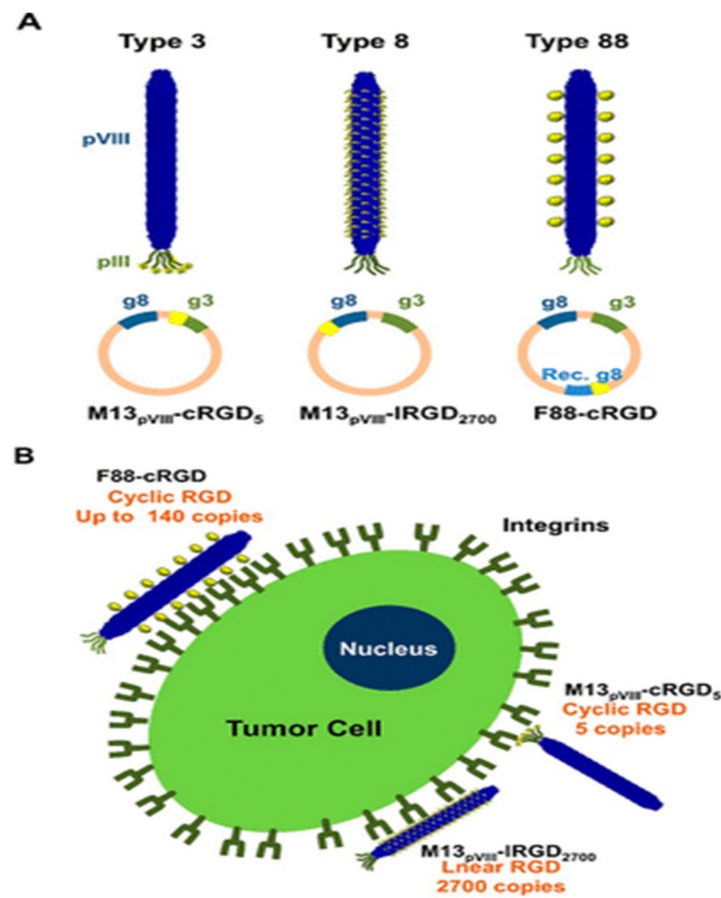 A
Type 3 Type 8 Type 88
pVIII
pIII
g8 g3 g8 g3 g8 g3
Rec. g8
M13pVIII-cRGD5 M13pVIII-lRGD2700 F88-cRGD
B
F88-cRGD
Cyclic RGD
Up to 140 copies
Integrins
Nucleus
M13pVIII-cRGD5
Cyclic RGD
5 copies
Tumor Cell
M13pVIII-lRGD2700
Lnear RGD
2700 copies